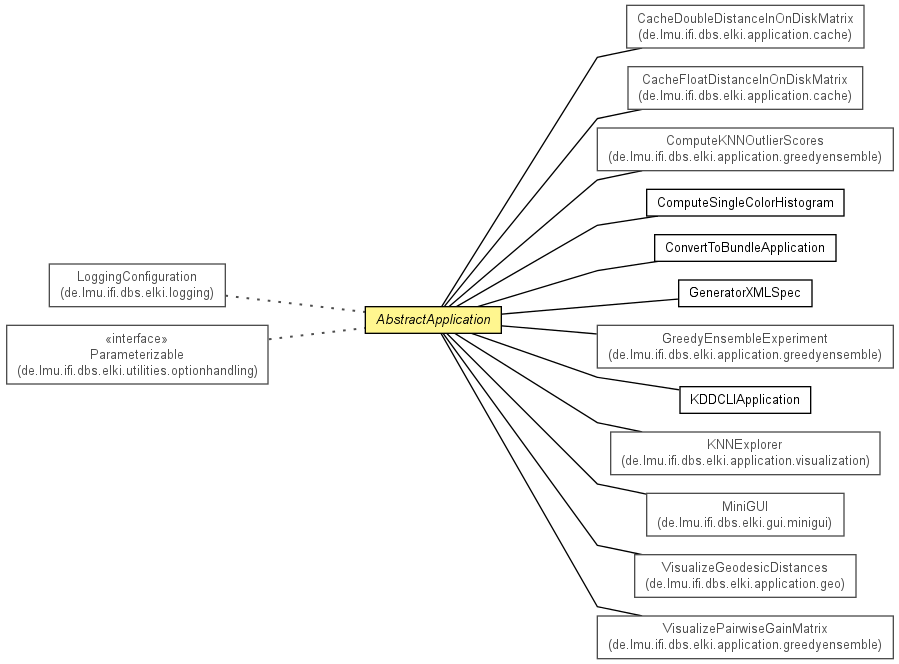 LoggingConfiguration
(de.lmu.ifi.dbs.elki.logging)
«interface»
Parameterizable
(de.lmu.ifi.dbs.elki.utilities.optionhandling)
AbstractApplication
CacheDoubleDistanceInOnDiskMatrix
(de.lmu.ifi.dbs.elki.application.cache)
CacheFloatDistanceInOnDiskMatrix
(de.lmu.ifi.dbs.elki.application.cache)
ComputeKNNOutlierScores
(de.lmu.ifi.dbs.elki.application.greedyensemble)
ComputeSingleColorHistogram
ConvertToBundleApplication
GeneratorXMLSpec
GreedyEnsembleExperiment
(de.lmu.ifi.dbs.elki.application.greedyensemble)
KDDCLIApplication
KNNExplorer
(de.lmu.ifi.dbs.elki.application.visualization)
MiniGUI
(de.lmu.ifi.dbs.elki.gui.minigui)
VisualizeGeodesicDistances
(de.lmu.ifi.dbs.elki.application.geo)
VisualizePairwiseGainMatrix
(de.lmu.ifi.dbs.elki.application.greedyensemble)